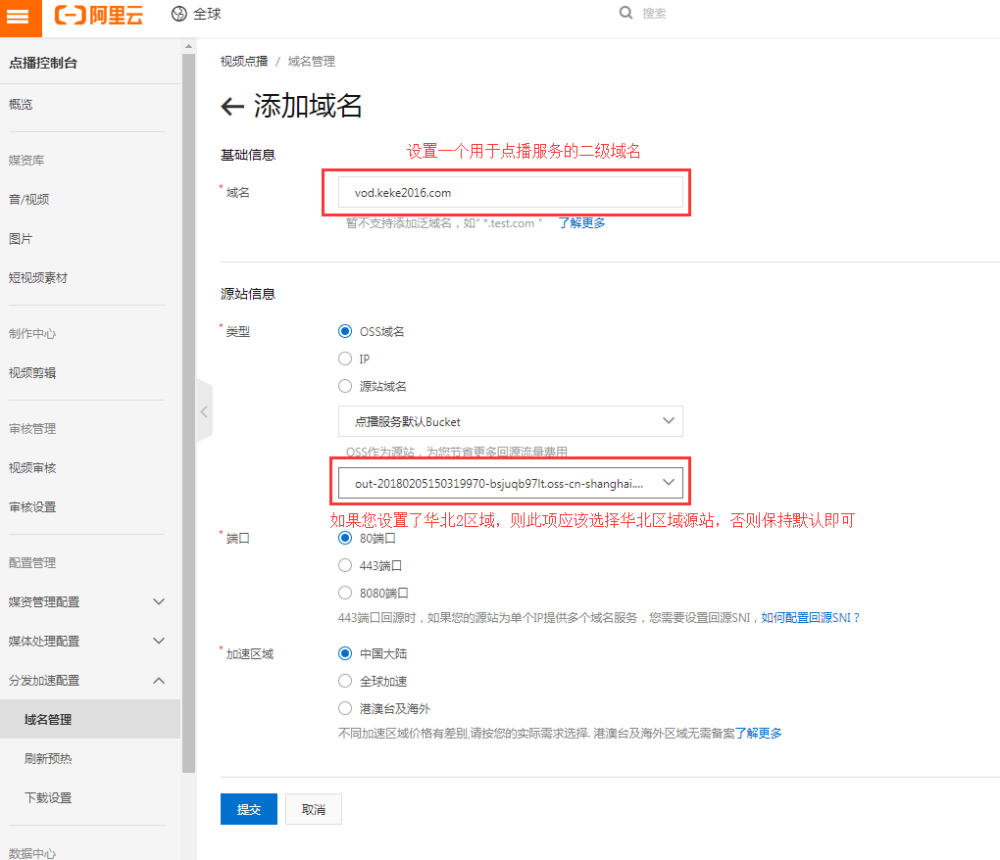 阿里云 全球 搜索
点播控制台
概览
媒资库
音/视频
图片
短视频素材
制作中心
视频剪辑
审核管理
视频审核
审核设置
配置管理
媒资管理配置
媒体处理配置
分发加速配置
域名管理
刷新预热
下载设置
数据中心
视频点播 / 域名管理
添加域名
基础信息
设置一个用于点播服务的二级域名
* 域名
vod.keke2016.com
暂不支持添加泛域名，如“ *.test.com ” 了解更多
源站信息
* 类型
OSS域名
IP
源站域名
点播服务默认Bucket
OSS作为源站，为您节省更多回源流量费用
out-20180205150319970-bsjuqb97lt.oss-cn-shanghai....
如果您设置了华北2区域，则此项应该选择华北区域源站，否则保持默认即可
* 端口
80端口
443端口
8080端口
443端口回源时，如果您的源站为单个IP提供多个域名服务，您需要设置回源SNI，如何配置回源SNI？
* 加速区域
中国大陆
全球加速
港澳台及海外
不同加速区域价格有差别,请按您的实际需求选择. 港澳台及海外区域无需备案了解更多
提交 取消